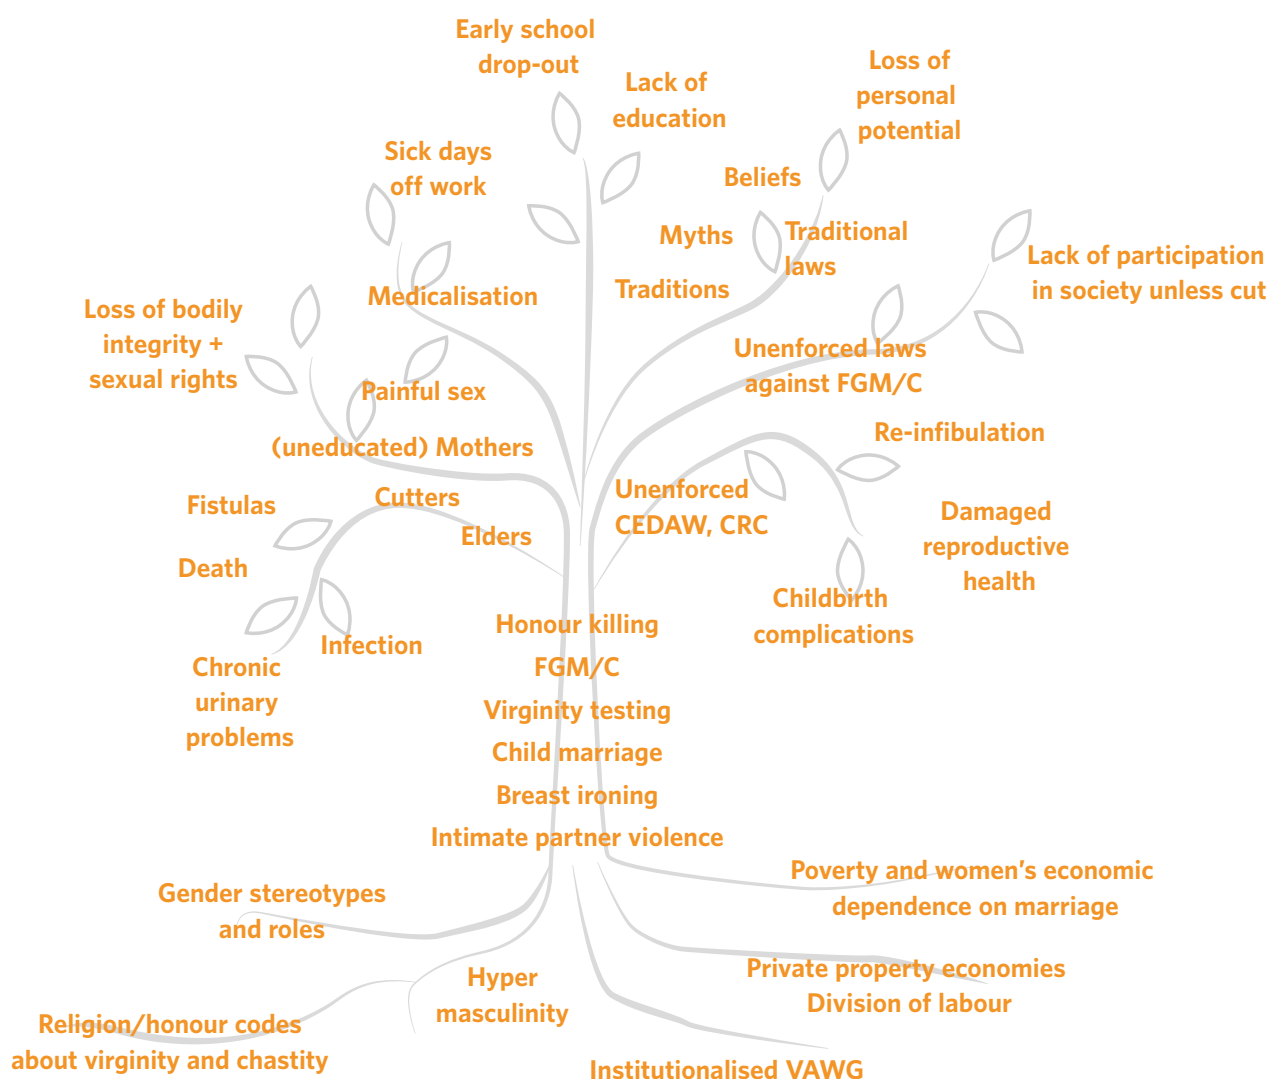 Early school
drop-out
Lack of
education
Loss of
personal
potential
Sick days
off work
Beliefs
Myths
Traditional
laws
Traditions
Lack of participation
in society unless cut
Medicalisation
Loss of bodily
integrity +
sexual rights
Unenforced laws
against FGM/C
Painful sex
(uneducated) Mothers
Re-infibulation
Cutters
Elders
Fistulas
Death
Unenforced
CEDAW, CRC
Damaged
reproductive
health
Childbirth
complications
Infection
Chronic
urinary
problems
Honour killing
FGM/C
Virginity testing
Child marriage
Breast ironing
Intimate partner violence
Gender stereotypes
and roles
Poverty and women’s economic
dependence on marriage
Hyper
masculinity
Private property economies
Division of labour
Religion/honour codes
about virginity and chastity
Institutionalised VAWG